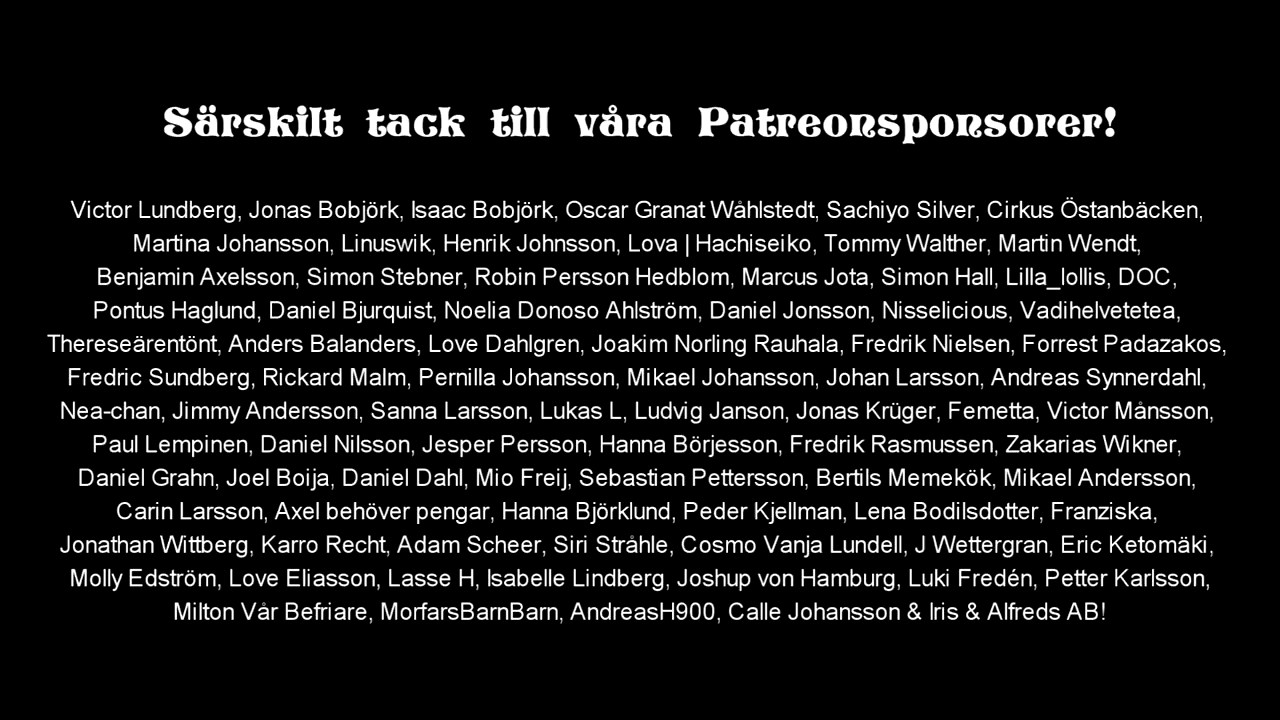 Särskilt tack till våra Patreonsponsorer!
Victor Lundberg, Jonas Bobjörk, Isaac Bobjörk, Oscar Granat Wåhlstedt, Sachiyo Silver, Cirkus Östanbäcken,
Martina Johansson, Linuswik, Henrik Johnsson, Lova | Hachiseiko, Tommy Walther, Martin Wendt,
Benjamin Axelsson, Simon Stebner, Robin Persson Hedblom, Marcus Jota, Simon Hall, Lilla_lollis, DOC,
Pontus Haglund, Daniel Bjurquist, Noelia Donoso Ahlström, Daniel Jonsson, Nisselicious, Vadihelvetetea,
Thereseärentönt, Anders Balanders, Love Dahlgren, Joakim Norling Rauhala, Fredrik Nielsen, Forrest Padazakos,
Fredric Sundberg, Rickard Malm, Pernilla Johansson, Mikael Johansson, Johan Larsson, Andreas Synnerdahl,
Nea-chan, Jimmy Andersson, Sanna Larsson, Lukas L, Ludvig Janson, Jonas Krüger, Femetta, Victor Månsson,
Paul Lempinen, Daniel Nilsson, Jesper Persson, Hanna Börjesson, Fredrik Rasmussen, Zakarias Wikner,
Daniel Grahn, Joel Boija, Daniel Dahl, Mio Freij, Sebastian Pettersson, Bertils Memekök, Mikael Andersson,
Carin Larsson, Axel behöver pengar, Hanna Björklund, Peder Kjellman, Lena Bodilsdotter, Franziska,
Jonathan Wittberg, Karro Recht, Adam Scheer, Siri Stråhle, Cosmo Vanja Lundell, J Wettergran, Eric Ketomäki,
Molly Edström, Love Eliasson, Lasse H, Isabelle Lindberg, Joshup von Hamburg, Luki Fredén, Petter Karlsson,
Milton Vår Befriare, MorfarsBarnBarn, AndreasH900, Calle Johansson & Iris & Alfreds AB!